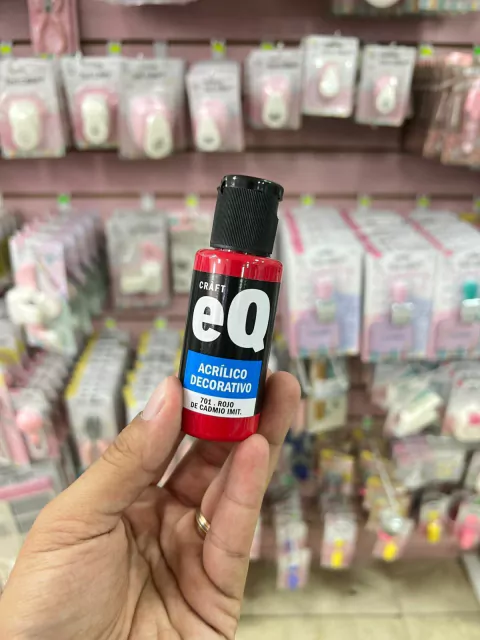 CRAFT
eQ
ACRÍLICO
DECORATIVO
701 . ROJO
DE CADMIO IMIT.